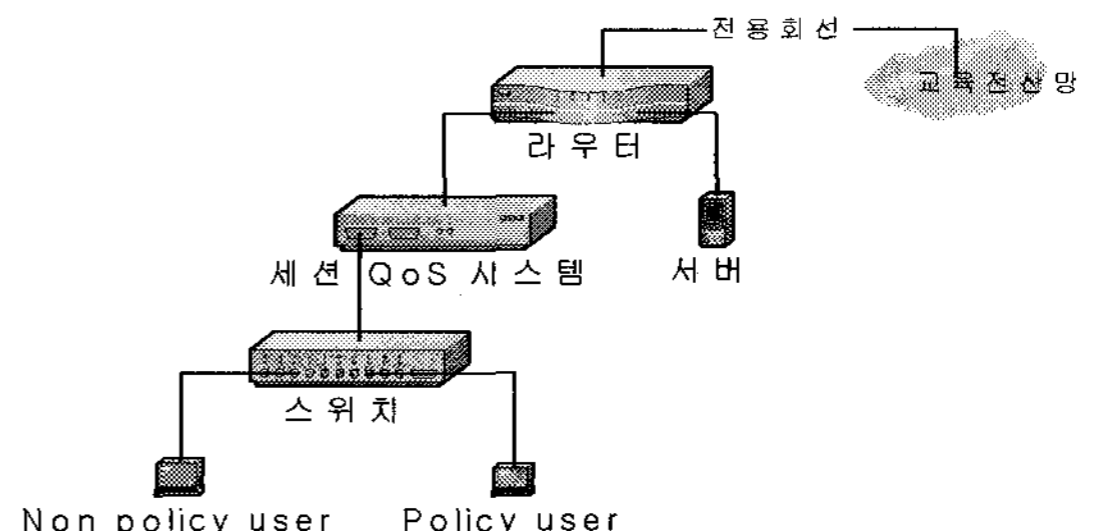 전용회선
교육전산망
라우터
세션 QoS 시스템
서버
스위치
Non policy user
Policy user